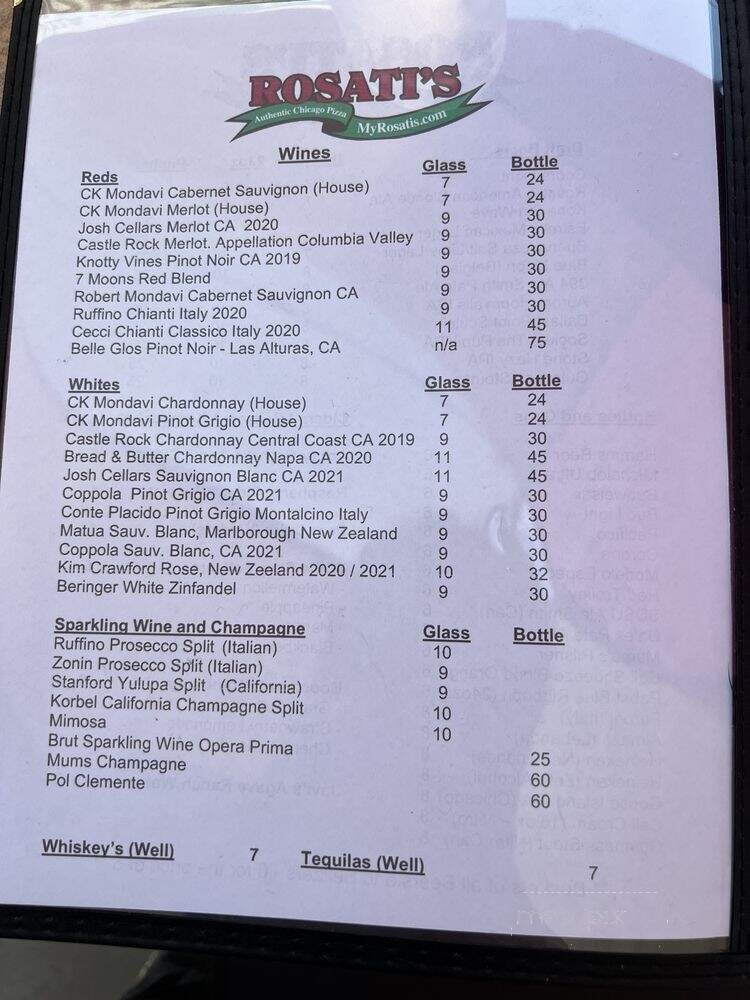 ROSATI'S
Authentic Chicago Pizza
MyRosatis.com
Wines
Reds Glass Bottle
CK Mondavi Cabernet Sauvignon (House) 7 24
CK Mondavi Merlot (House) 7 24
Josh Cellars Merlot CA 2020 9 30
Castle Rock Merlot. Appellation Columbia Valley 9 30
Knotty Vines Pinot Noir CA 2019 9 30
7 Moons Red Blend 9 30
Robert Mondavi Cabernet Sauvignon CA 9 30
Ruffino Chianti Italy 2020 9 30
Cecci Chianti Classico Italy 2020 11 45
Belle Glos Pinot Noir - Las Alturas, CA n/a 75
Whites Glass Bottle
CK Mondavi Chardonnay (House) 7 24
CK Mondavi Pinot Grigio (House) 7 24
Castle Rock Chardonnay Central Coast CA 2019 9 30
Bread & Butter Chardonnay Napa CA 2020 11 45
Josh Cellars Sauvignon Blanc CA 2021 11 45
Coppola Pinot Grigio CA 2021 9 30
Conte Placido Pinot Grigio Montalcino Italy 9 30
Matua Sauv. Blanc, Marlborough New Zealand 9 30
Coppola Sauv. Blanc, CA 2021 9 30
Kim Crawford Rose, New Zeeland 2020 / 2021 10 32
Beringer White Zinfandel 9 30
Sparkling Wine and Champagne Glass Bottle
Ruffino Prosecco Split (Italian) 10
Zonin Prosecco Split (Italian) 9
Stanford Yulupa Split (California) 9
Korbel California Champagne Split 10
Mimosa 10
Brut Sparkling Wine Opera Prima 25
Mums Champagne 60
Pol Clemente 60
Whiskey's (Well) 7 Tequilas (Well) 7